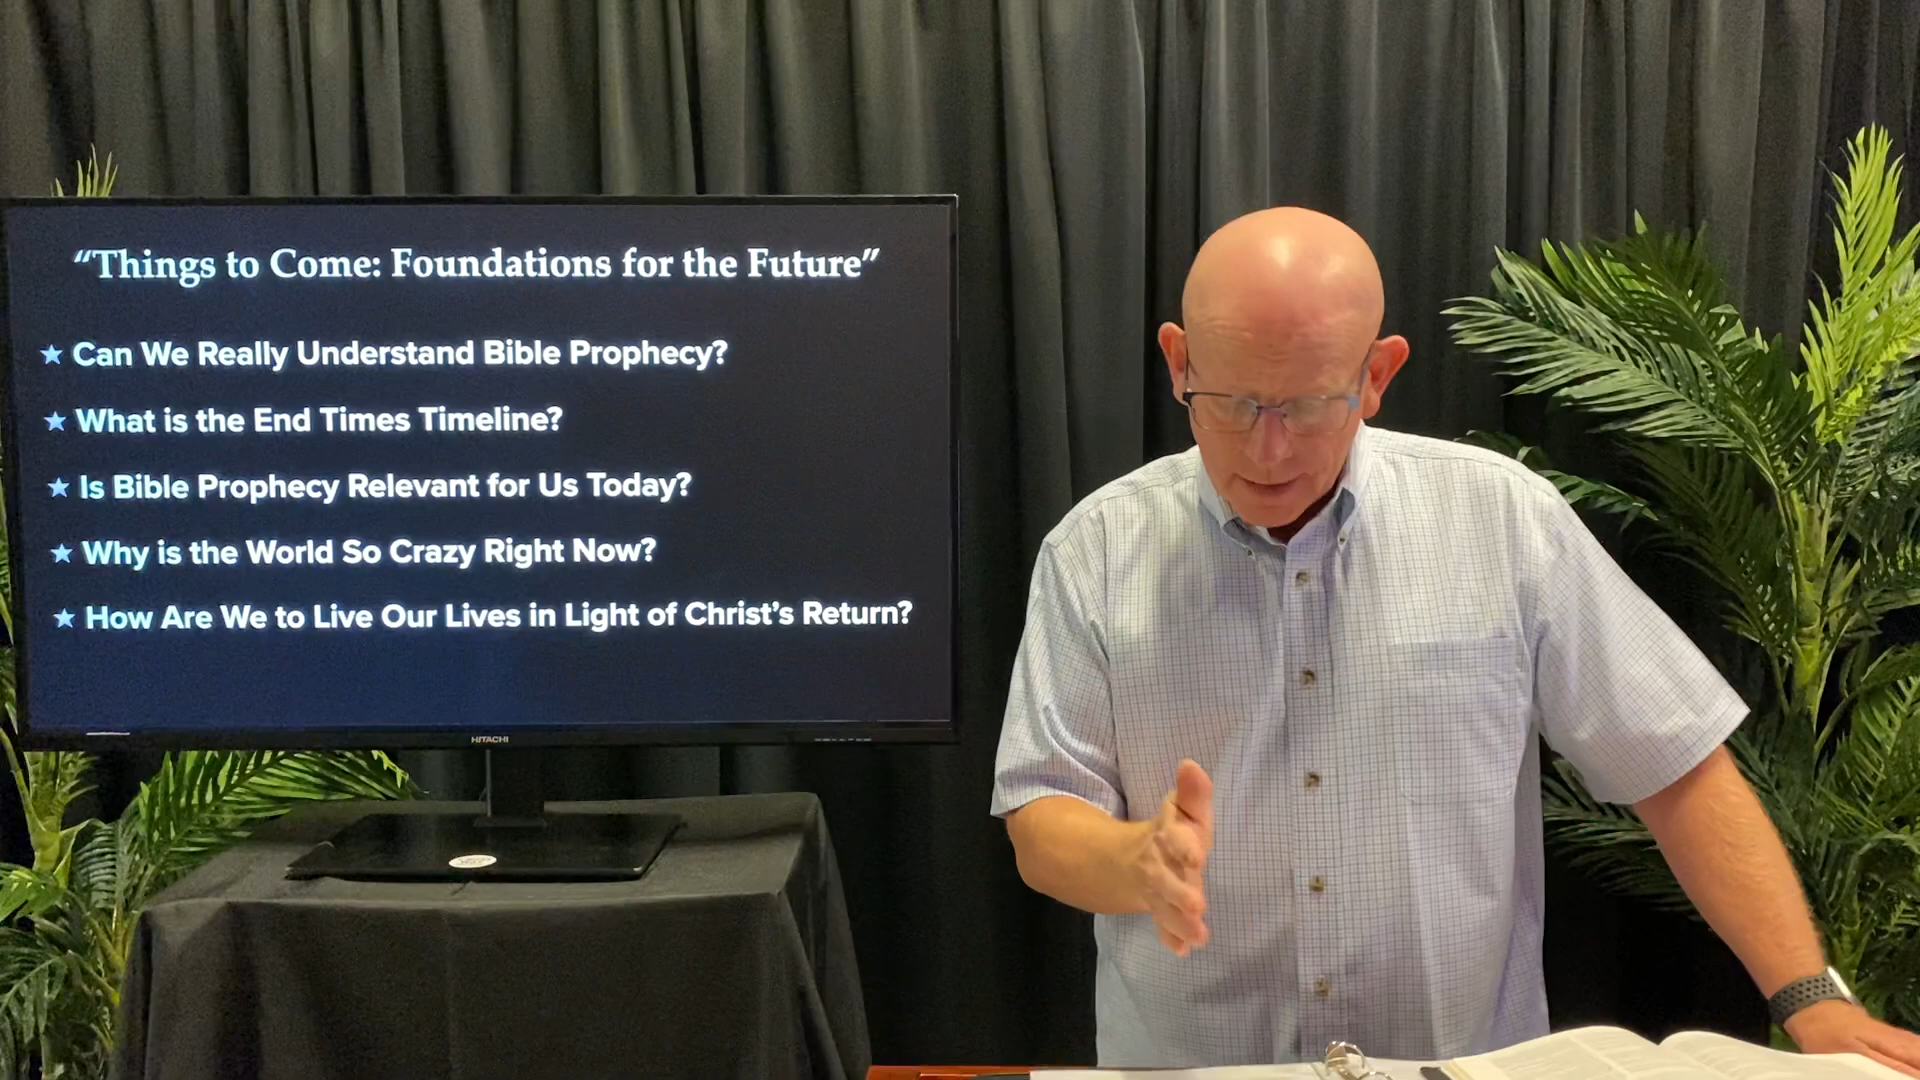 “Things to Come: Foundations for the Future”
★ Can We Really Understand Bible Prophecy?
★ What is the End Times Timeline?
★ Is Bible Prophecy Relevant for Us Today?
★ Why is the World So Crazy Right Now?
★ How Are We to Live Our Lives in Light of Christ’s Return?
HITACHI